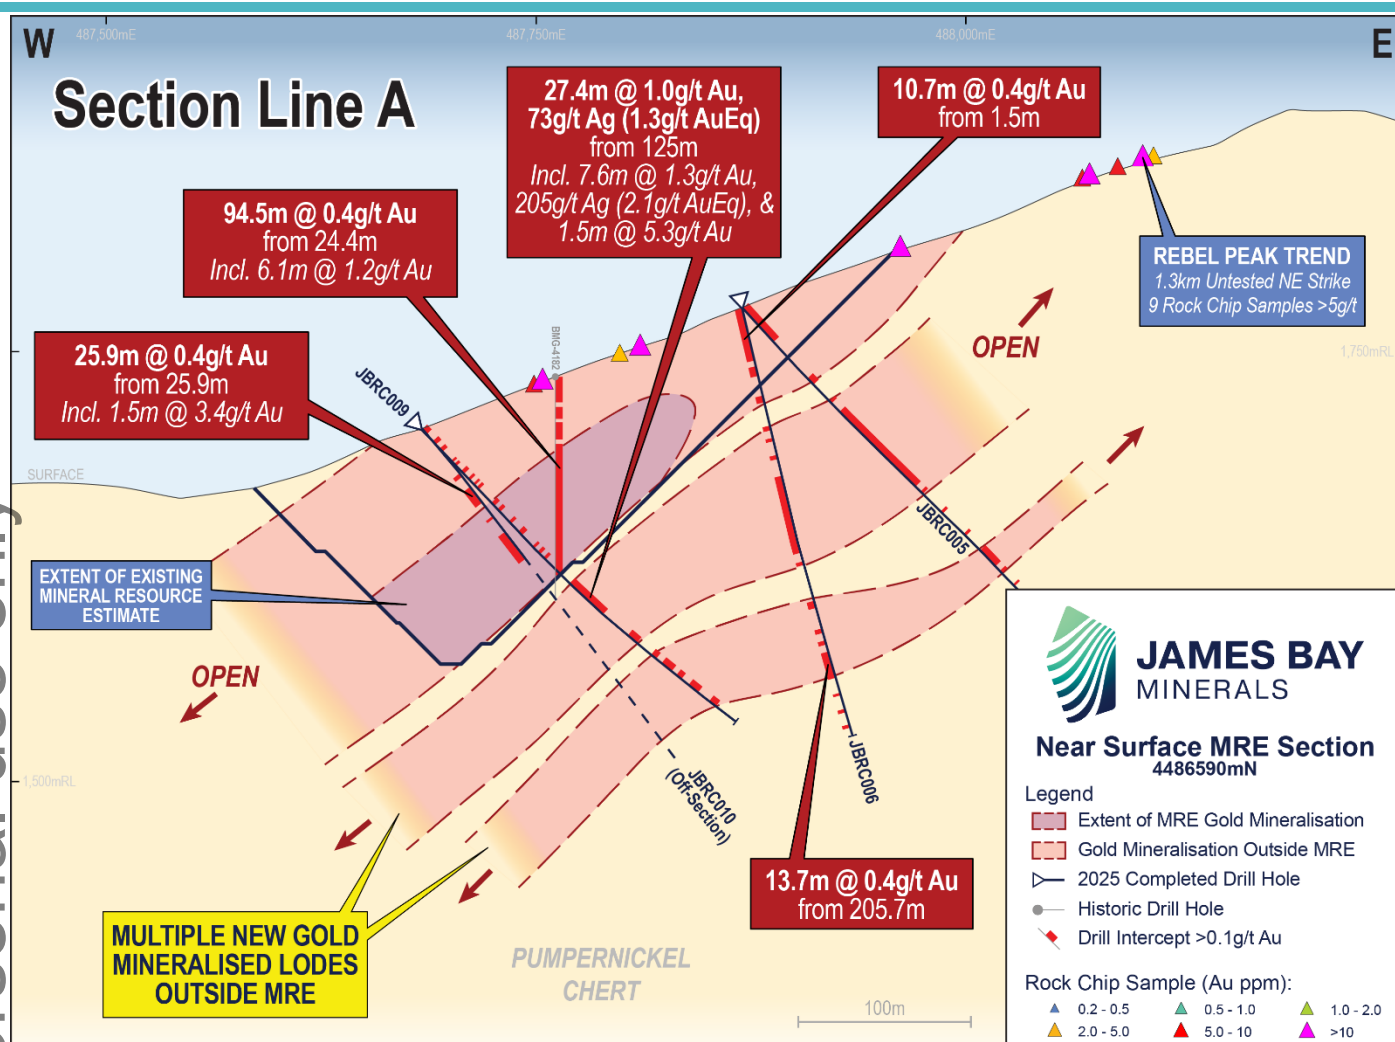 W
487,500mE
487,750mE
488,000mE
E
Section Line A
27.4m @ 1.0g/t Au,
73g/t Ag (1.3g/t AuEq)
from 125m
Incl. 7.6m @ 1.3g/t Au,
205g/t Ag (2.1g/t AuEq), &
1.5m @ 5.3g/t Au
10.7m @ 0.4g/t Au
from 1.5m
94.5m @ 0.4g/t Au
from 24.4m
Incl. 6.1m @ 1.2g/t Au
REBEL PEAK TREND
1.3km Untested NE Strike
9 Rock Chip Samples >5g/t
25.9m @ 0.4g/t Au
from 25.9m
Incl. 1.5m @ 3.4g/t Au
BMG-4182
OPEN
1,750mRL
JBRC009
SURFACE
JBRC005
EXTENT OF EXISTING
MINERAL RESOURCE
ESTIMATE
OPEN
1,500mRL
JBRC010
(Off-Section)
JBRC006
13.7m @ 0.4g/t Au
from 205.7m
MULTIPLE NEW GOLD
MINERALISED LODES
OUTSIDE MRE
PUMPERNICKEL
CHERT
100m
JAMES BAY
MINERALS
Near Surface MRE Section
4486590mN
Legend
Extent of MRE Gold Mineralisation
Gold Mineralisation Outside MRE
2025 Completed Drill Hole
Historic Drill Hole
Drill Intercept >0.1g/t Au
Rock Chip Sample (Au ppm):
0.2 - 0.5
0.5 - 1.0
1.0 - 2.0
2.0 - 5.0
5.0 - 10
>10